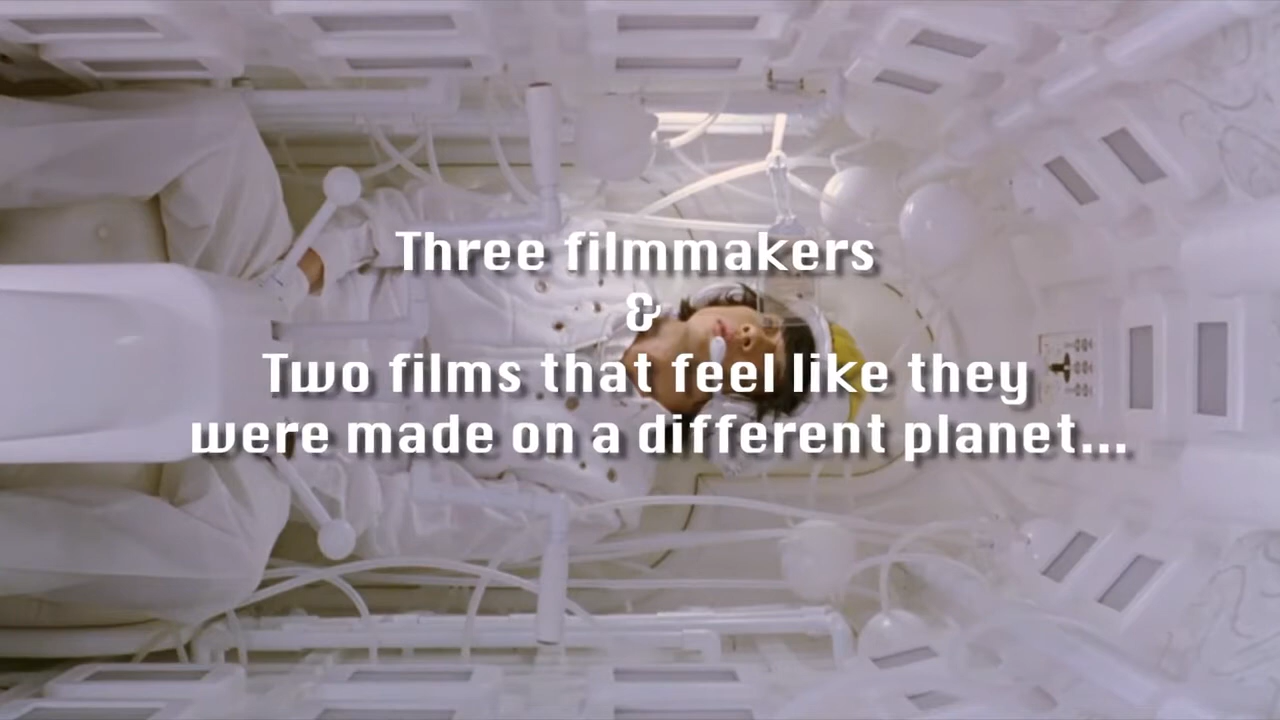 Three filmmakers
&
Two films that feel like they
were made on a different planet...